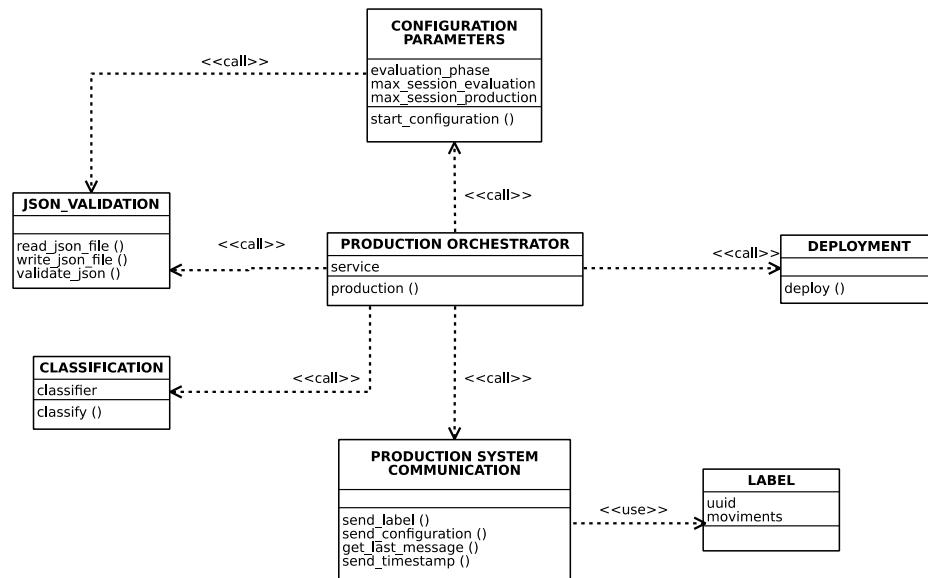 CONFIGURATION
PARAMETERS
evaluation_phase
max_session_evaluation
max_session_production
start_configuration ()
<<call>>
<<call>>
JSON_VALIDATION
read_json_file ()
write_json_file ()
validate_json ()
<<call>>
PRODUCTION ORCHESTRATOR
service
production ()
<<call>>
DEPLOYMENT
deploy ()
CLASSIFICATION
classifier
classify ()
<<call>>
<<call>>
PRODUCTION SYSTEM
COMMUNICATION
send_label ()
send_configuration ()
get_last_message ()
send_timestamp ()
<<use>>
LABEL
uuid
moviments